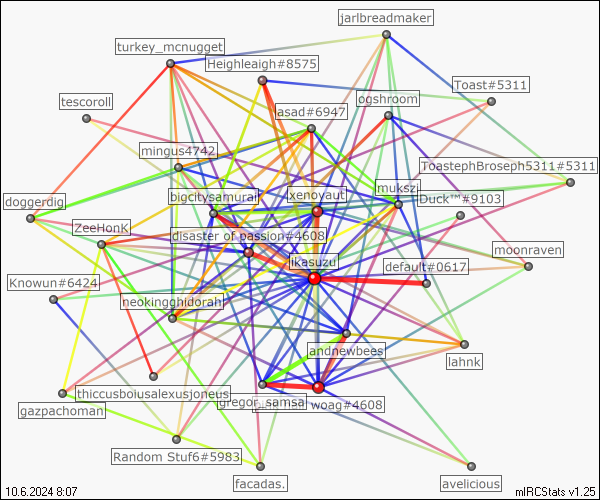 jarlbreadmaker
turkey_mcnugget
Heighleaigh#8575
Toast#5311
tescoroll
ogshroom
asad#6947
mingus4742
ToastephBroseph5311#5311
doggerdig
bigcitysamurai
xenoyaut
mukszi
Duck™#9103
ZeeHonK
disaster of passion#4608
ikasuzu
moonraven
default#0617
Knowun#6424
neokingghidorah
andnewbees
lahnk
thiccusboiusalexusjoneus
gregor_samsa
woag#4608
gazpachoman
Random Stuf6#5983
facadas.
avelicious
10.6.2024 8:07
mIRCStats v1.25